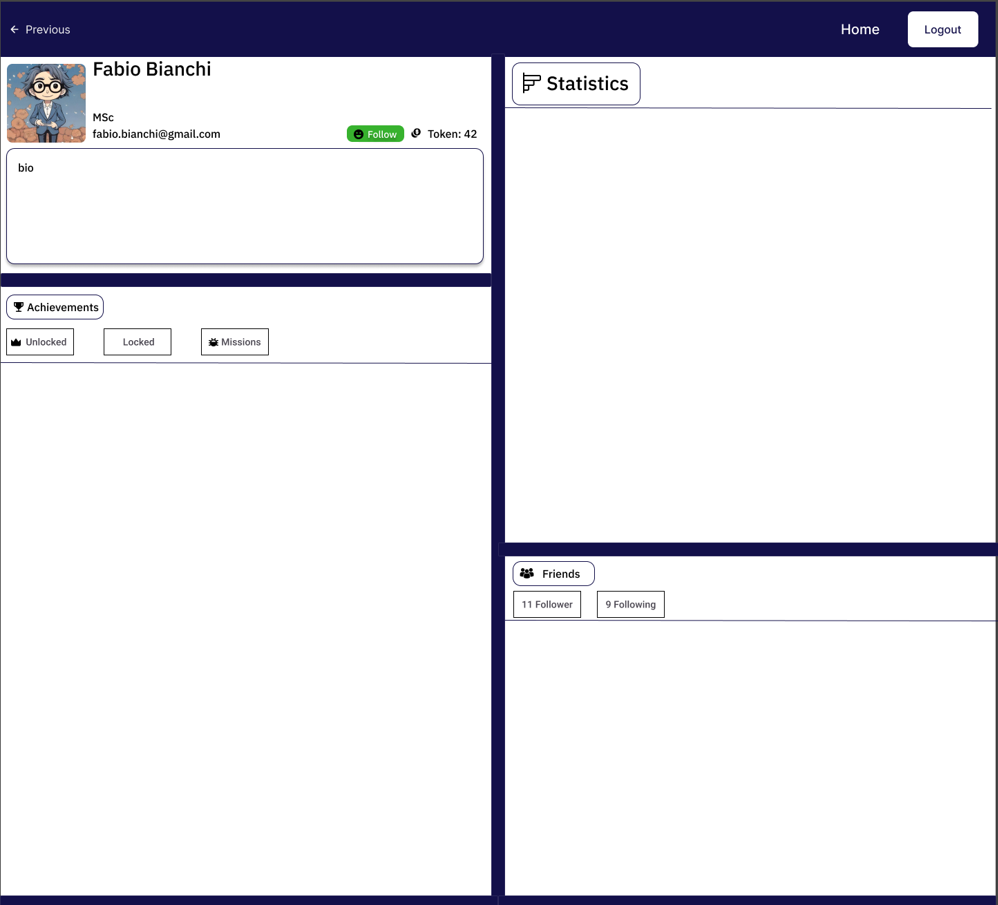 Previous
Home
Logout
Fabio Bianchi
MSc
fabio.bianchi@gmail.com
Follow
Token: 42
bio
Achievements
Unlocked
Locked
Missions
Statistics
Friends
11 Follower
9 Following